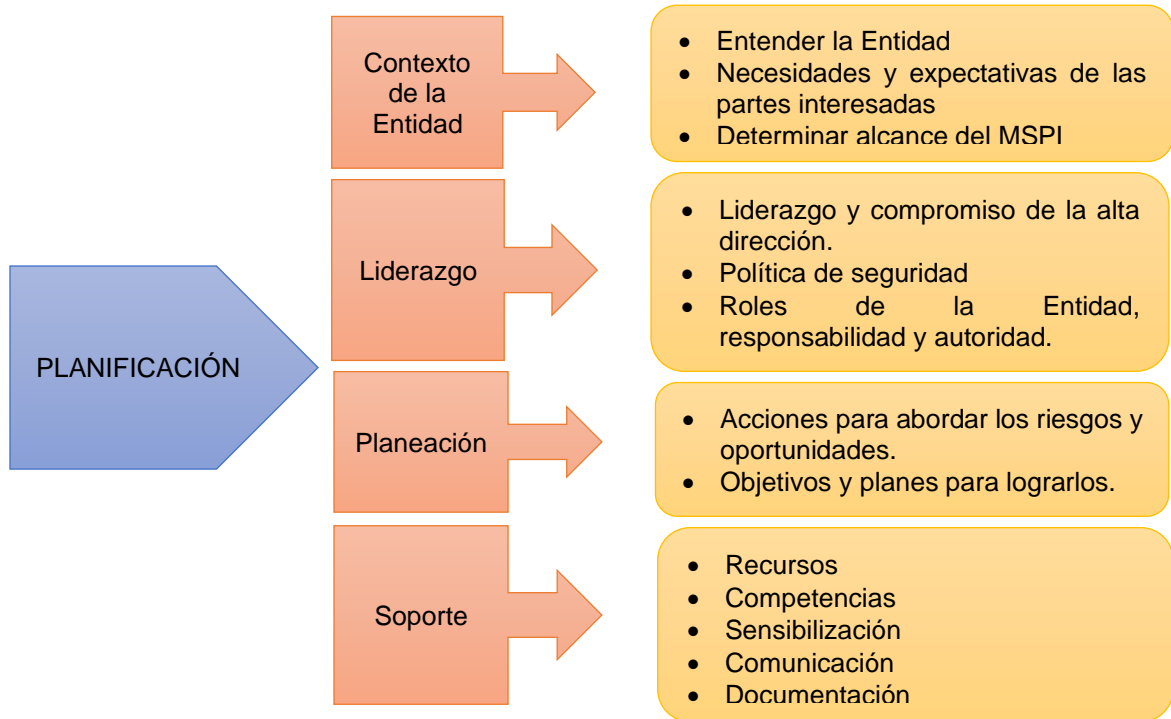 PLANIFICACIÓN
Contexto
de la
Entidad
• Entender la Entidad
• Necesidades y expectativas de las
partes interesadas
• Determinar alcance del MSPI
Liderazgo
• Liderazgo y compromiso de la alta
dirección.
• Política de seguridad
• Roles de la Entidad,
responsabilidad y autoridad.
Planeación
• Acciones para abordar los riesgos y
oportunidades.
• Objetivos y planes para lograrlos.
Soporte
• Recursos
• Competencias
• Sensibilización
• Comunicación
• Documentación